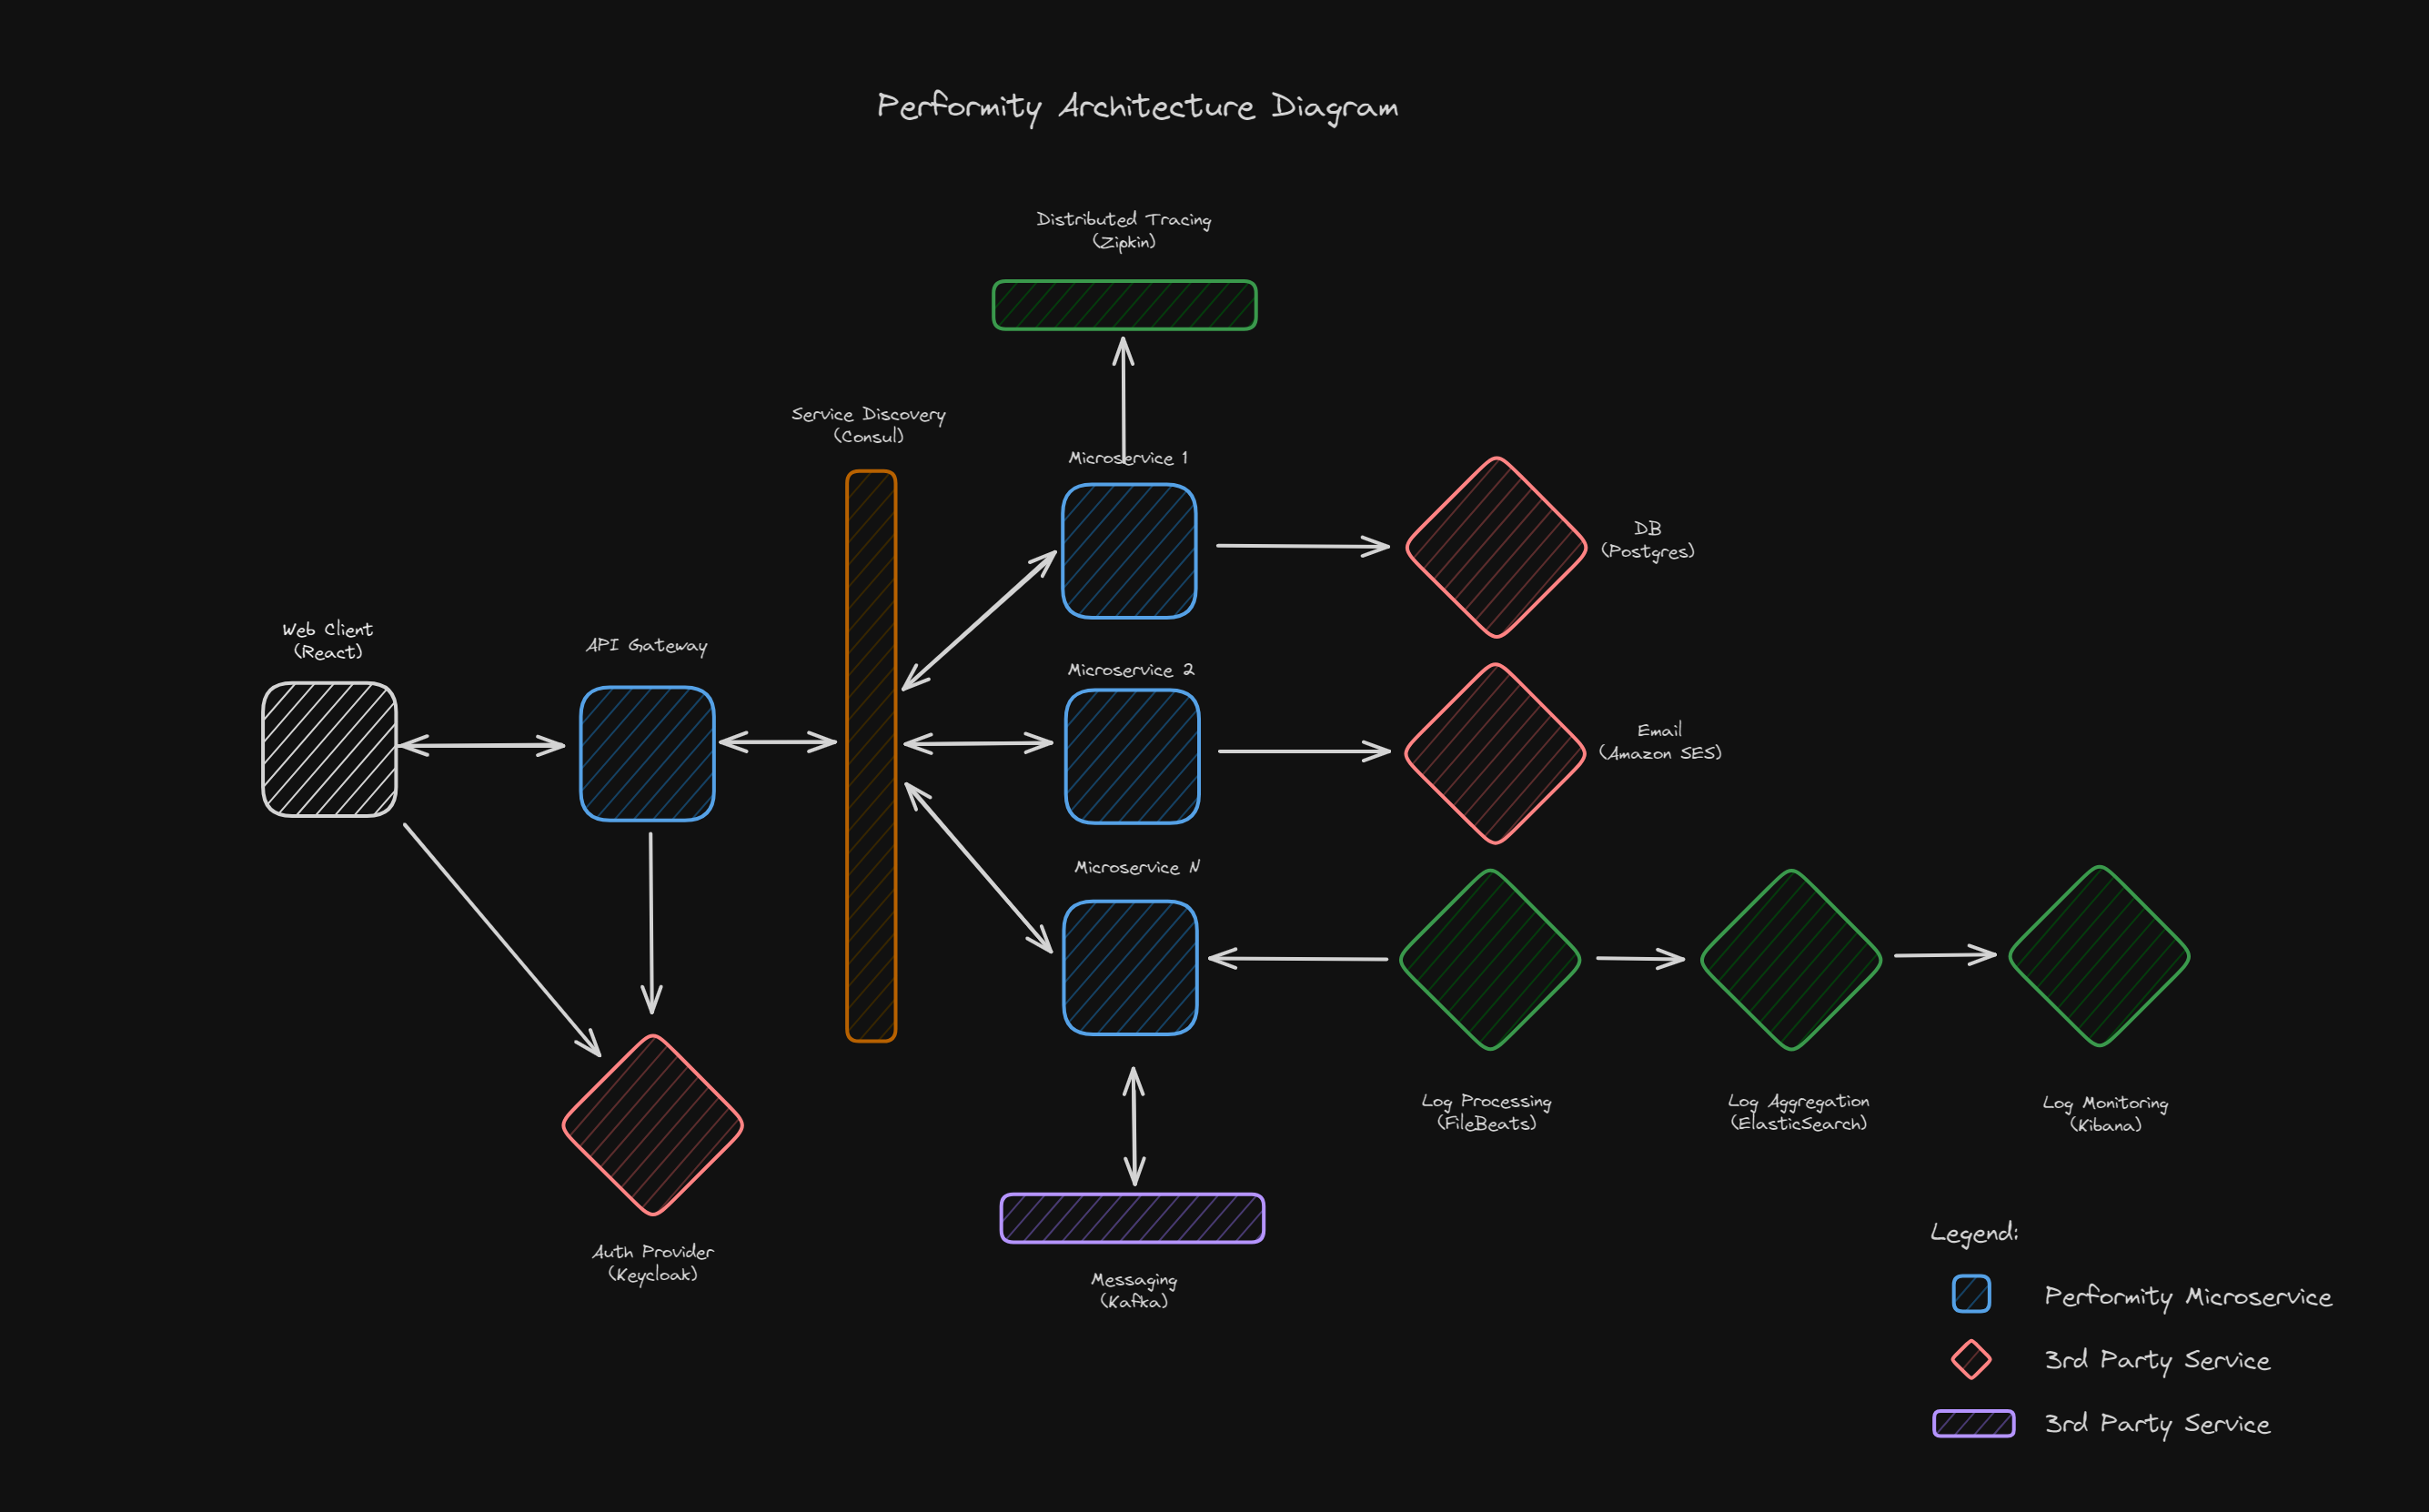 Performity Architecture Diagram
Distributed Tracing
(Zipkin)
Service Discovery
(Consul)
Microservice 1
DB
(Postgres)
Web Client
(React)
API Gateway
Microservice 2
Email
(Amazon SES)
Microservice N
Log Processing
(FileBeats)
Log Aggregation
(ElasticSearch)
Log Monitoring
(Kibana)
Auth Provider
(Keycloak)
Messaging
(Kafka)
Legend:
Performity Microservice
3rd Party Service
3rd Party Service